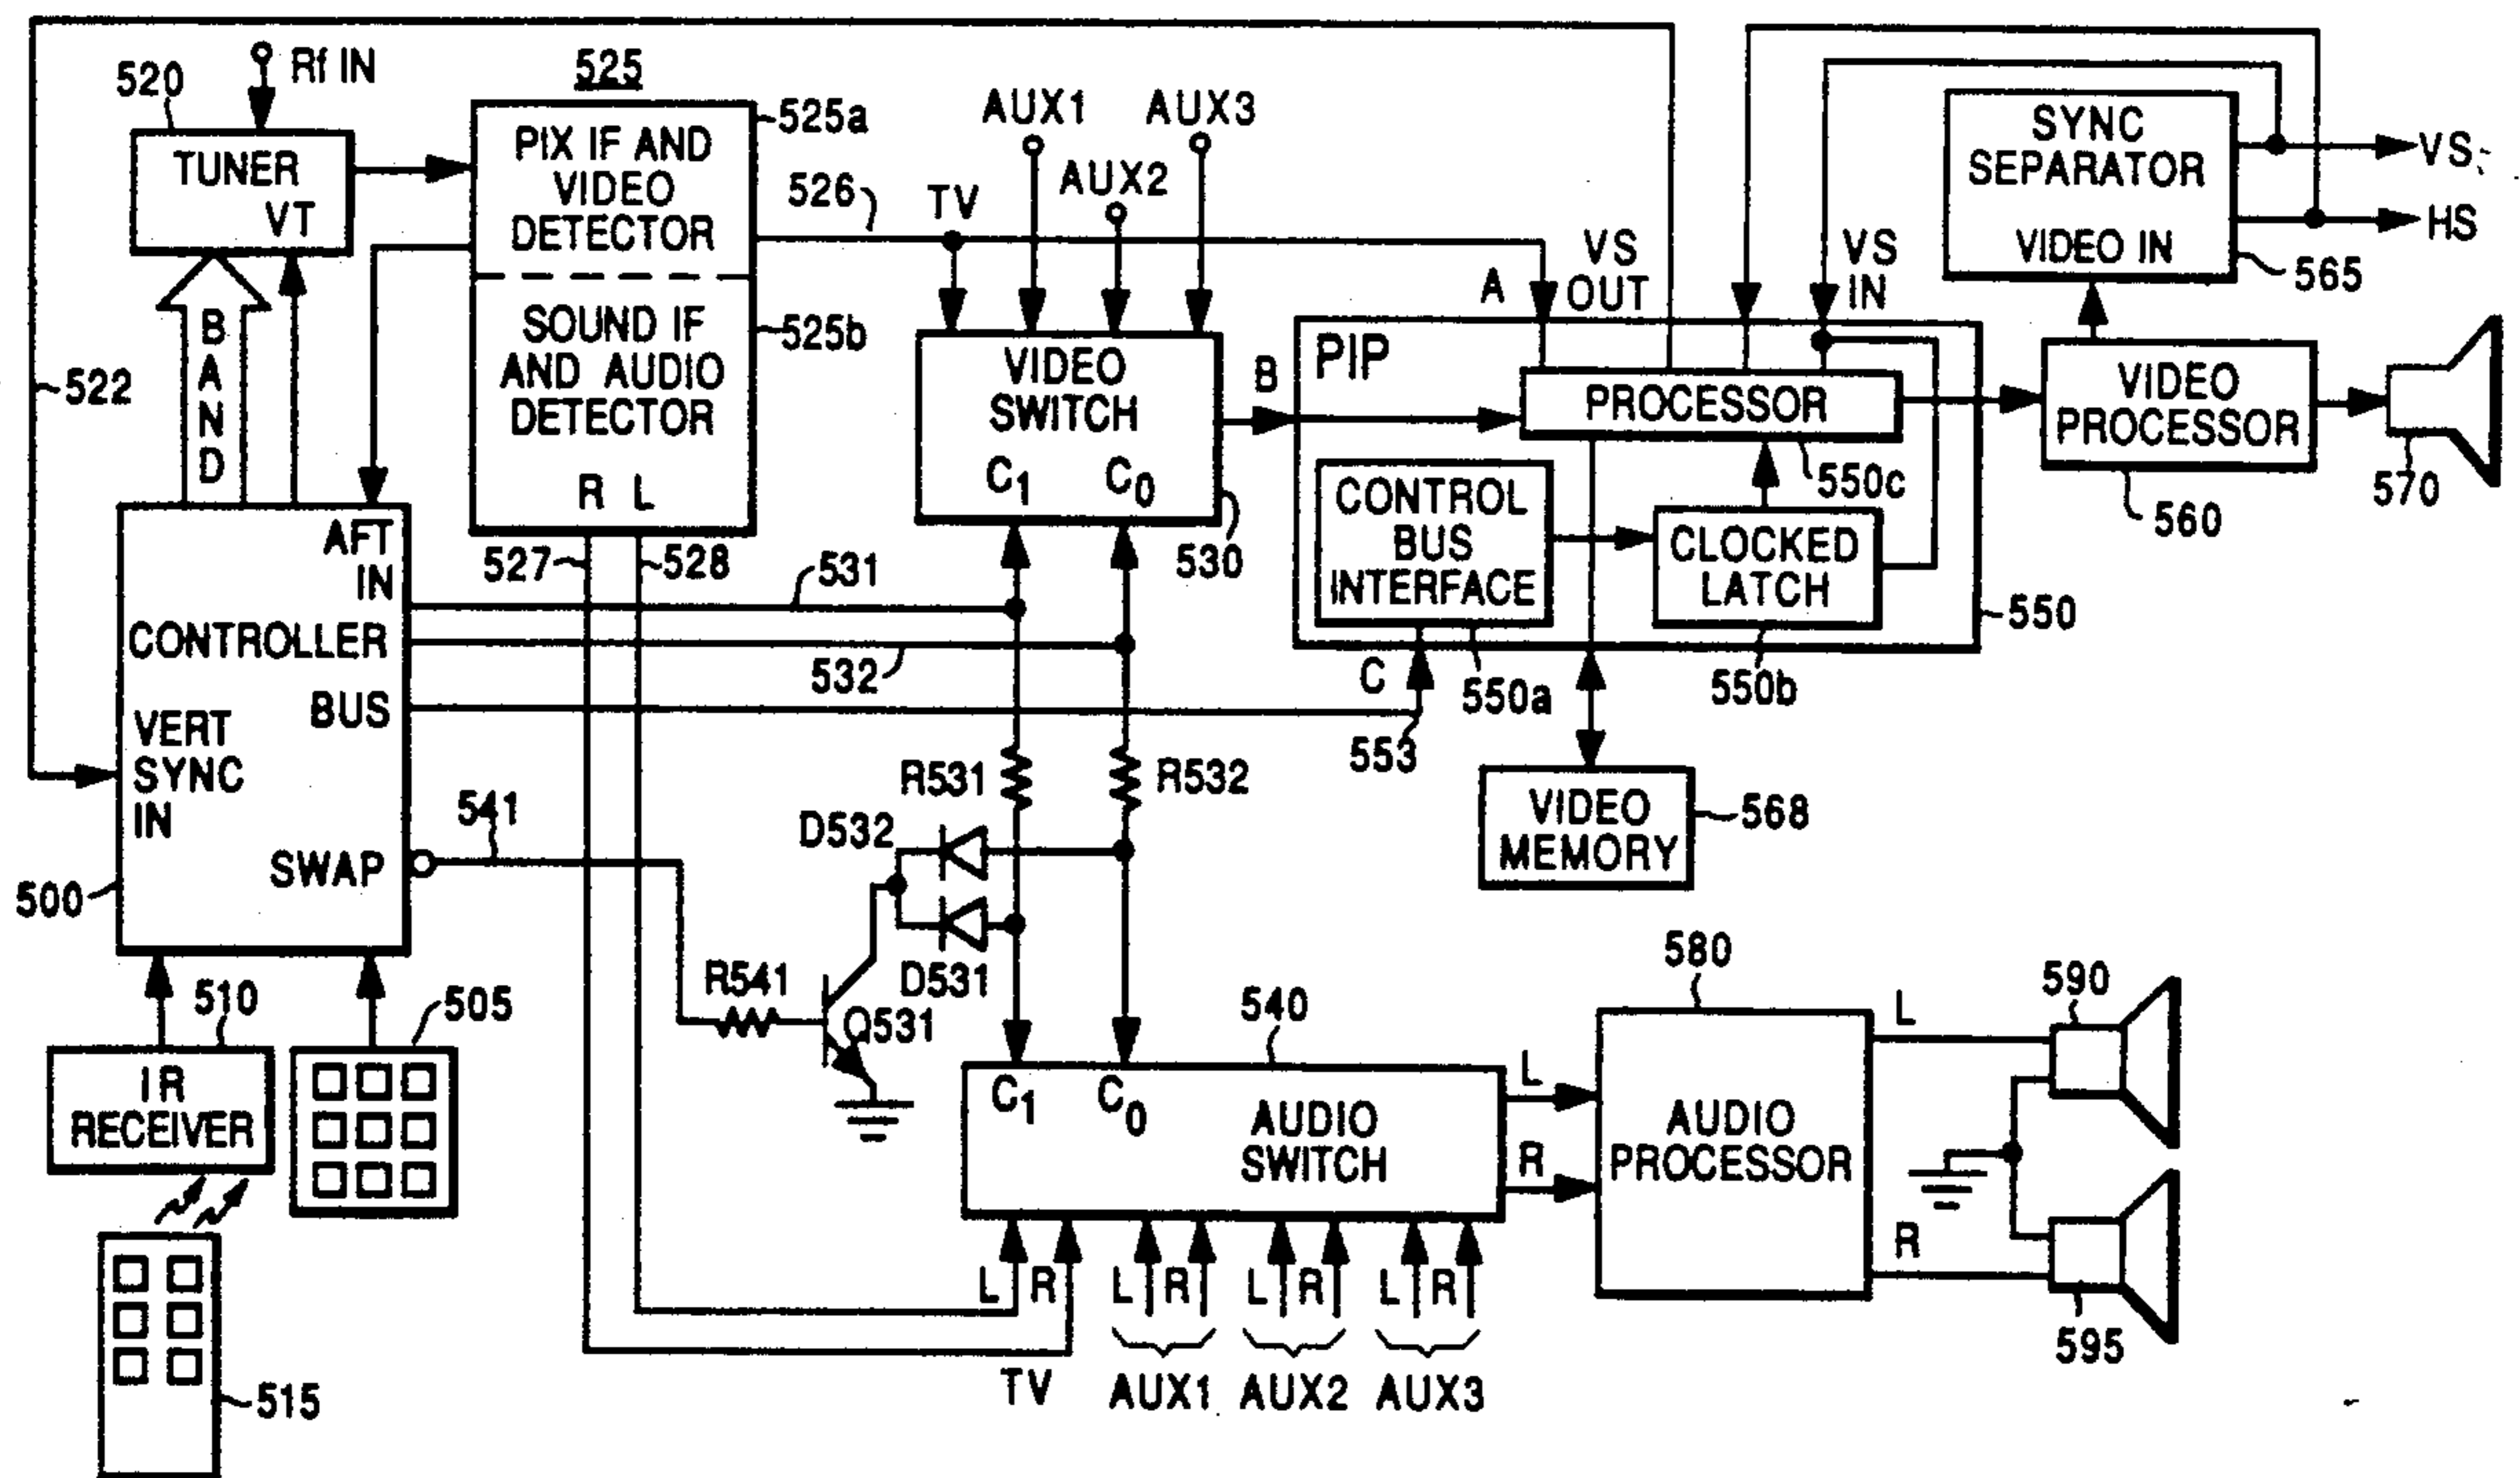 520
Rf IN
TUNER
VT
525
525a
PIX IF AND
VIDEO
DETECTOR
525b
SOUND IF
AND AUDIO
DETECTOR
R L
526
TV
AUX1
AUX2
AUX3
VIDEO
SWITCH
C1 C0
530
B
A
VS
OUT
VS
IN
SYNC
SEPARATOR
VIDEO IN
565
VS
HS
PIP
PROCESSOR
550c
CONTROL
BUS
INTERFACE
550a
CLOCKED
LATCH
550b
550
VIDEO
PROCESSOR
560
570
522
BAND
AFT
IN
CONTROLLER
BUS
VERT
SYNC
IN
SWAP
500
527
528
531
532
C
553
VIDEO
MEMORY
568
541
R531
R532
D532
D531
R541
Q531
510
505
IR
RECEIVER
515
540
C1 C0
AUDIO
SWITCH
L
R
580
AUDIO
PROCESSOR
L
R
590
595
L R L R L R L R
TV AUX1 AUX2 AUX3